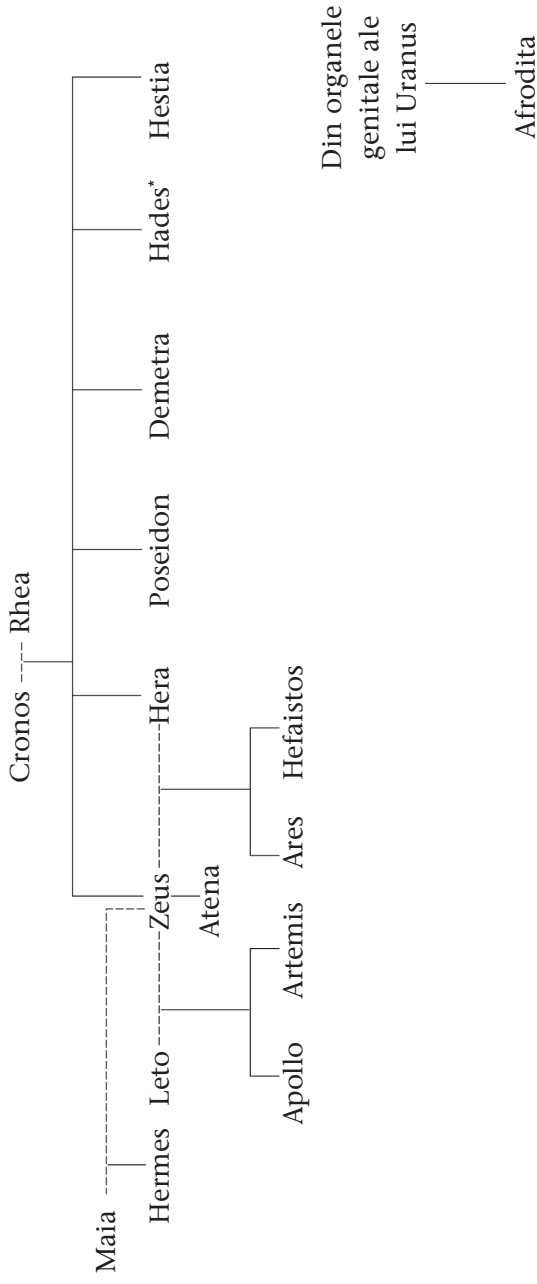 Cronos
Rhea
Maia
Hermes
Leto
Zeus
Hera
Poseidon
Demetra
Hades*
Hestia
Atena
Apollo
Artemis
Ares
Hefaistos
Din organele
genitale ale
lui Uranus
Afrodita